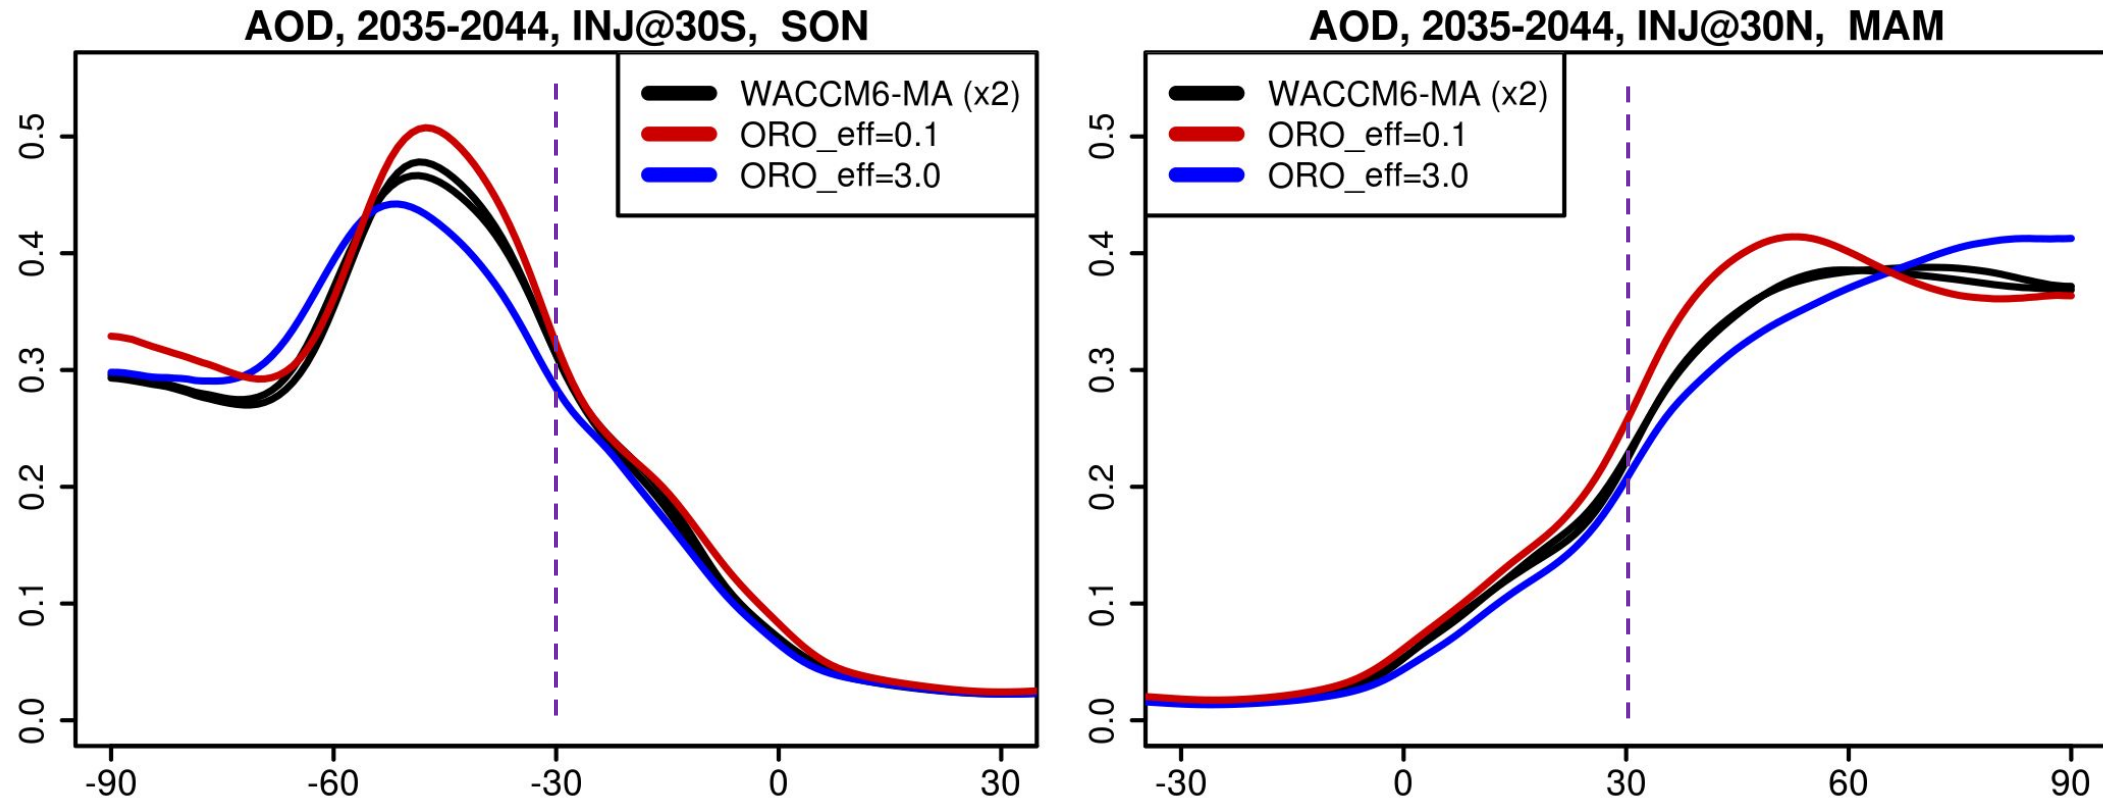 AOD, 2035-2044, INJ@30S,  SON
WACCM6-MA (x2)
ORO_eff=0.1
ORO_eff=3.0
0.5
0.4
0.3
0.2
0.1
0.0
-90 -60 -30 0 30
AOD, 2035-2044, INJ@30N,  MAM
WACCM6-MA (x2)
ORO_eff=0.1
ORO_eff=3.0
0.5
0.4
0.3
0.2
0.1
0.0
-30 0 30 60 90